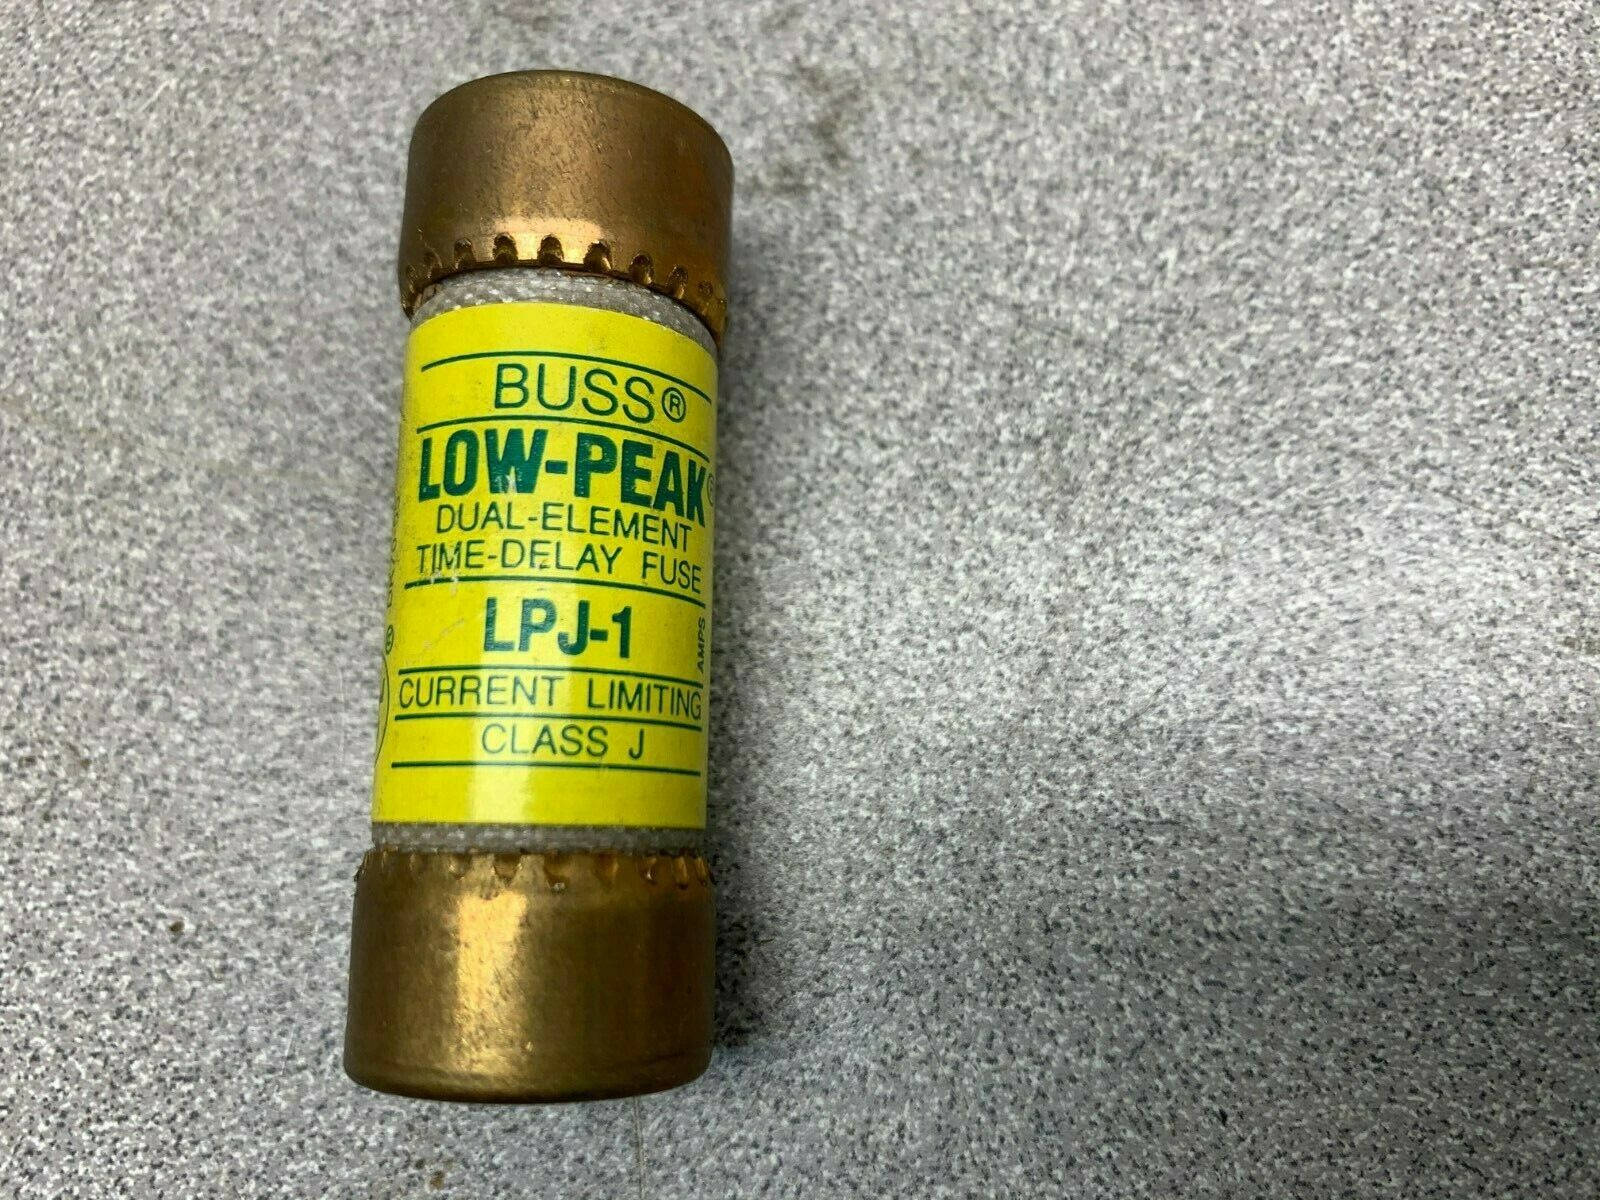 BUSS®
LOW-PEAK®
DUAL-ELEMENT
TIME-DELAY FUSE
LPJ-1
AMPS
CURRENT LIMITING
CLASS J
®